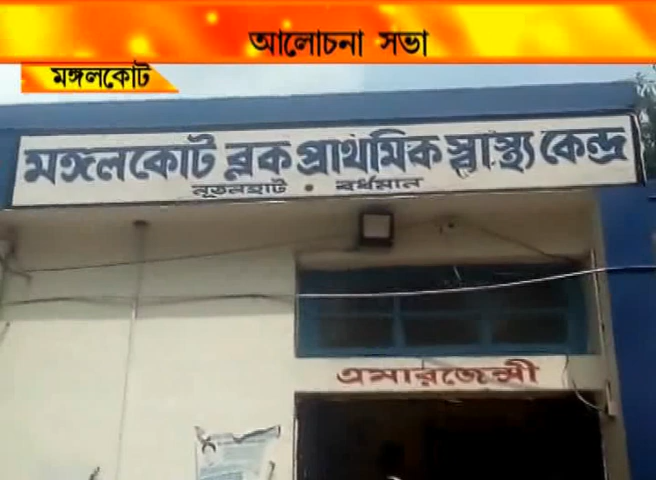 আলোচনা সভা
মঙ্গলকোট
মঙ্গলকোট ব্লক প্রাথমিক স্বাস্থ্য কেন্দ্র
নূতনহাট • বর্ধমান
এমারজেন্সী